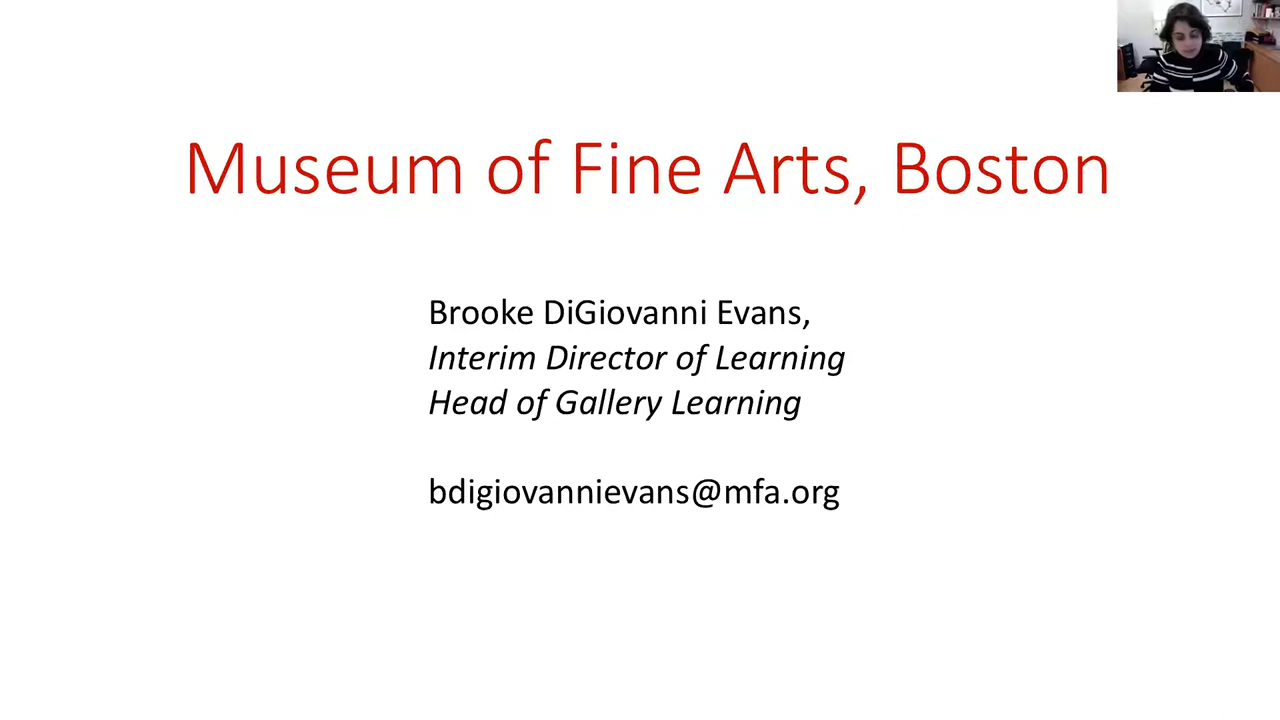 Museum of Fine Arts, Boston
Brooke DiGiovanni Evans,
Interim Director of Learning
Head of Gallery Learning
bdigiovannievans@mfa.org